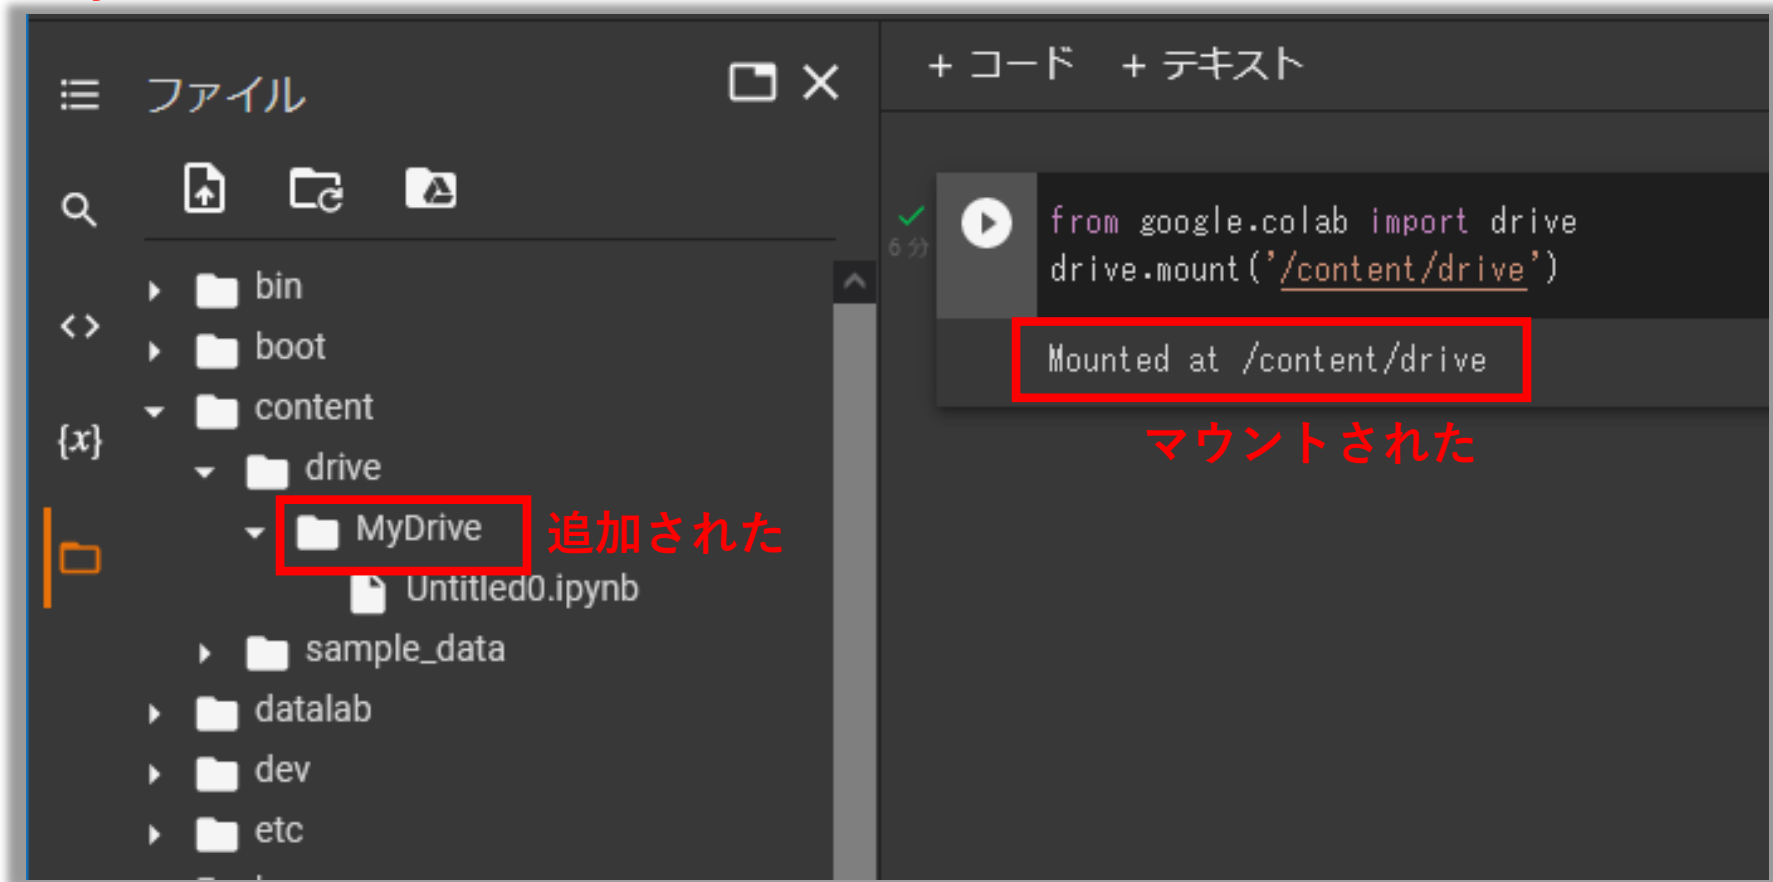 ファイル
{x}
bin
boot
content
drive
MyDrive
追加された
Untitled0.ipynb
sample_data
datalab
dev
etc
+ コード + テキスト
6 分
from google.colab import drive
drive.mount('/content/drive')
Mounted at /content/drive
マウントされた